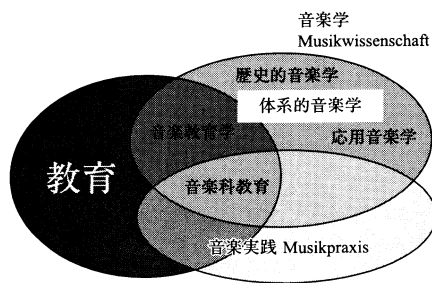 音楽学
Musikwissenschaft
歴史的音楽学
体系的音楽学
音楽教育学
応用音楽学
教育
音楽科教育
音楽実践 Musikpraxis